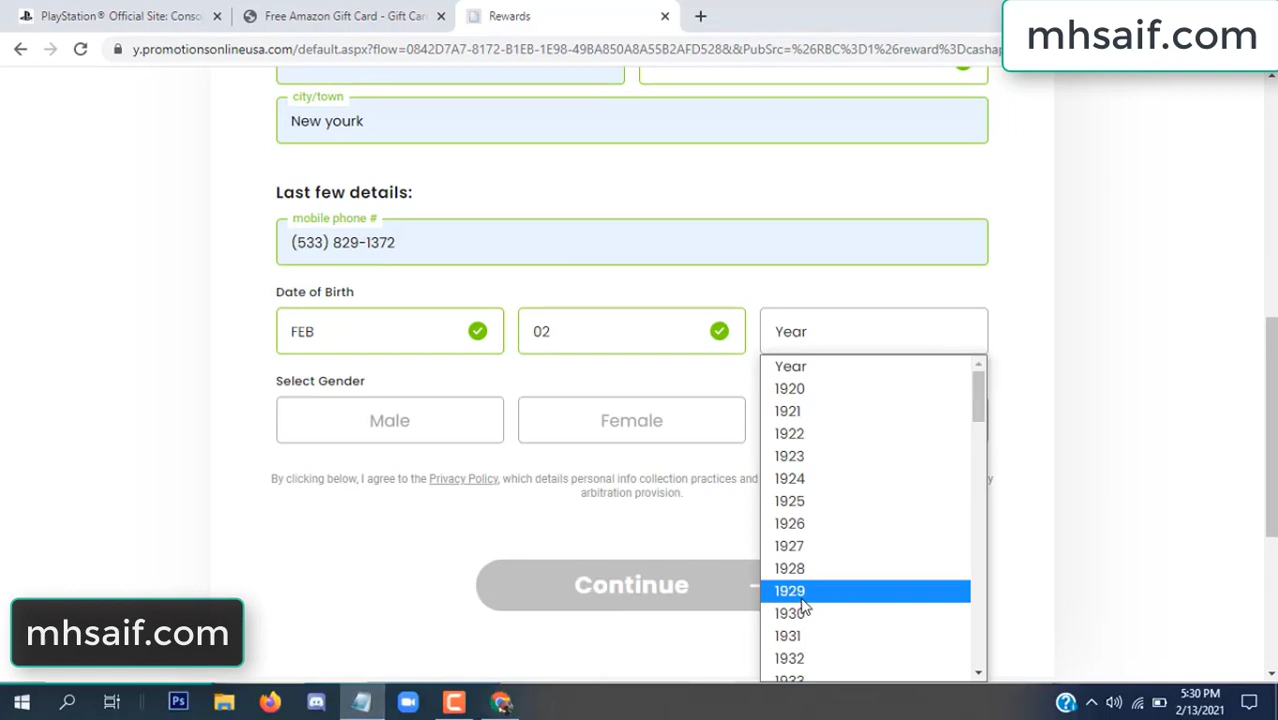 PlayStation® Official Site: Conso
Free Amazon Gift Card - Gift Car
Rewards
mhsaif.com
y.promotionsonlineusa.com/default.aspx?flow=0842D7A7-8172-B1EB-1E98-49BA850A8A55B2AFD528&&PubSrc=%26RBC%3D1%26reward%3Dcashap
city/town
New yourk
Last few details:
mobile phone #
(533) 829-1372
Date of Birth
FEB
02
Year
Year
1920
1921
1922
1923
1924
1925
1926
1927
1928
1929
1930
1931
1932
1933
Select Gender
Male
Female
By clicking below, I agree to the Privacy Policy, which details personal info collection practices and
arbitration provision.
Continue
mhsaif.com
Ps
5:30 PM
2/13/2021